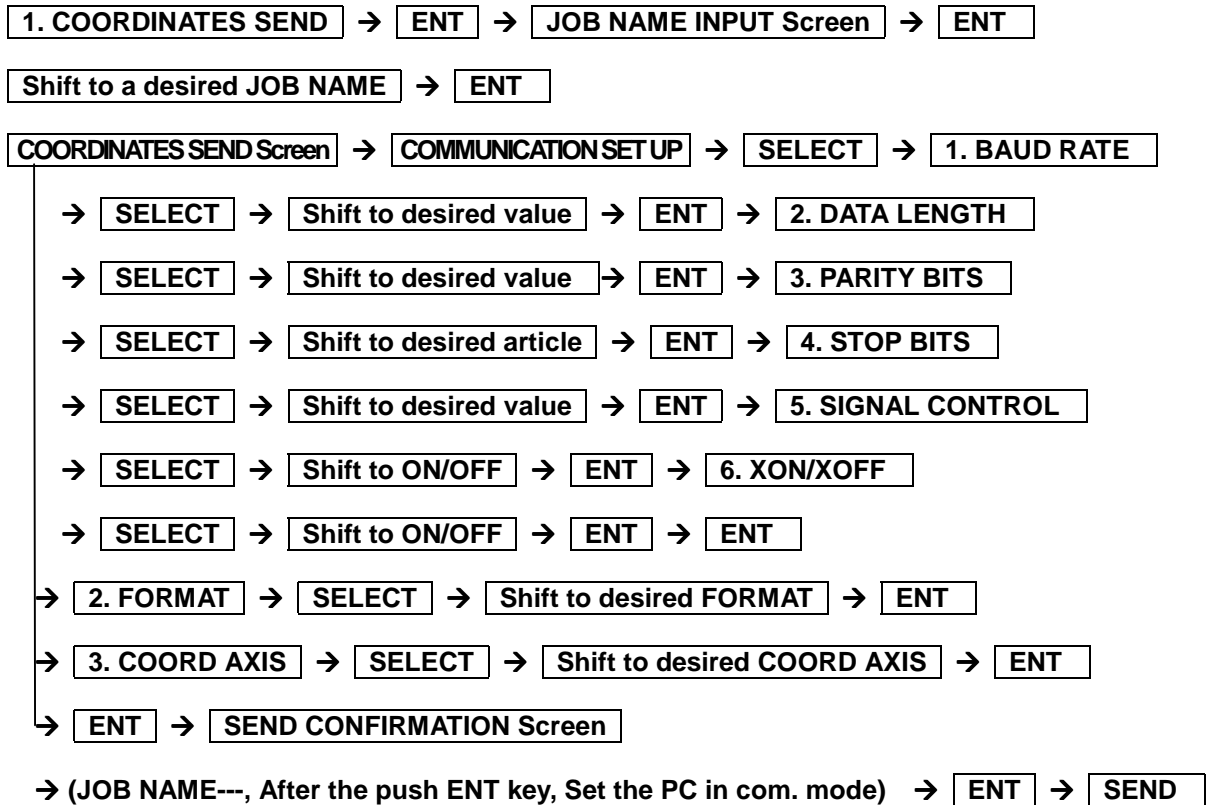 1. COORDINATES SEND → ENT → JOB NAME INPUT Screen → ENT
Shift to a desired JOB NAME → ENT
COORDINATES SEND Screen → COMMUNICATION SET UP → SELECT → 1. BAUD RATE
→ SELECT → Shift to desired value → ENT → 2. DATA LENGTH
→ SELECT → Shift to desired value → ENT → 3. PARITY BITS
→ SELECT → Shift to desired article → ENT → 4. STOP BITS
→ SELECT → Shift to desired value → ENT → 5. SIGNAL CONTROL
→ SELECT → Shift to ON/OFF → ENT → 6. XON/XOFF
→ SELECT → Shift to ON/OFF → ENT → ENT
→ 2. FORMAT → SELECT → Shift to desired FORMAT → ENT
→ 3. COORD AXIS → SELECT → Shift to desired COORD AXIS → ENT
→ ENT → SEND CONFIRMATION Screen
→ (JOB NAME---, After the push ENT key, Set the PC in com. mode) → ENT → SEND